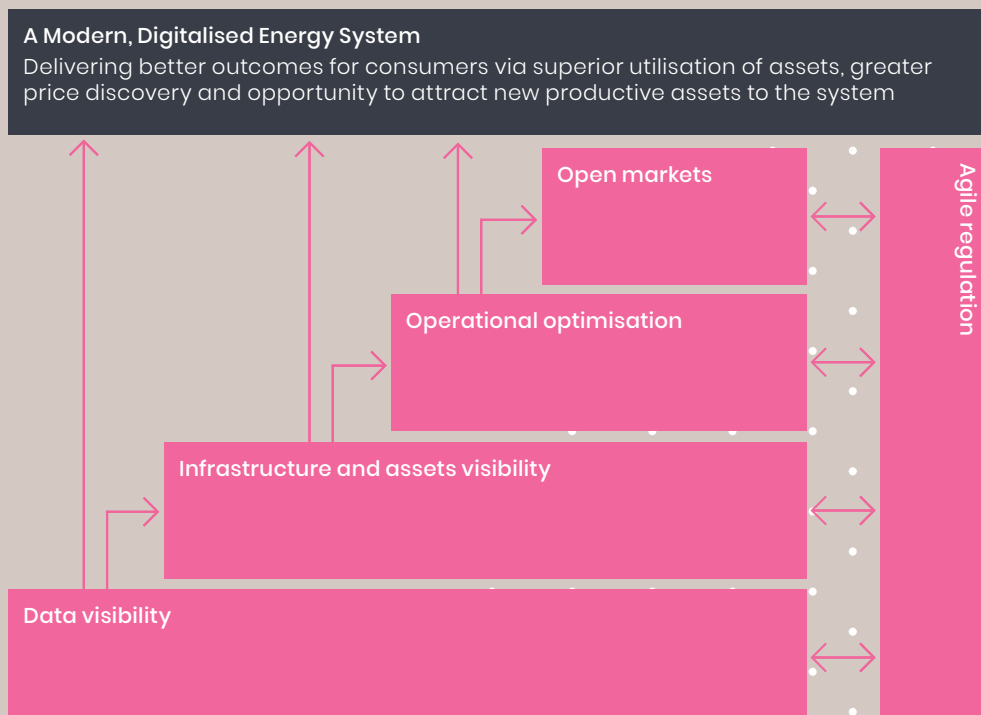 A Modern, Digitalised Energy System
Delivering better outcomes for consumers via superior utilisation of assets, greater
price discovery and opportunity to attract new productive assets to the system
Open markets
Agile regulation
Operational optimisation
Infrastructure and assets visibility
Data visibility